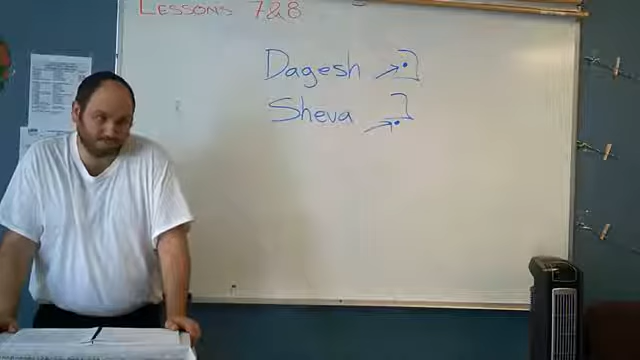 LESSONS 7&8
Dagesh → בּ
Sheva → בְ